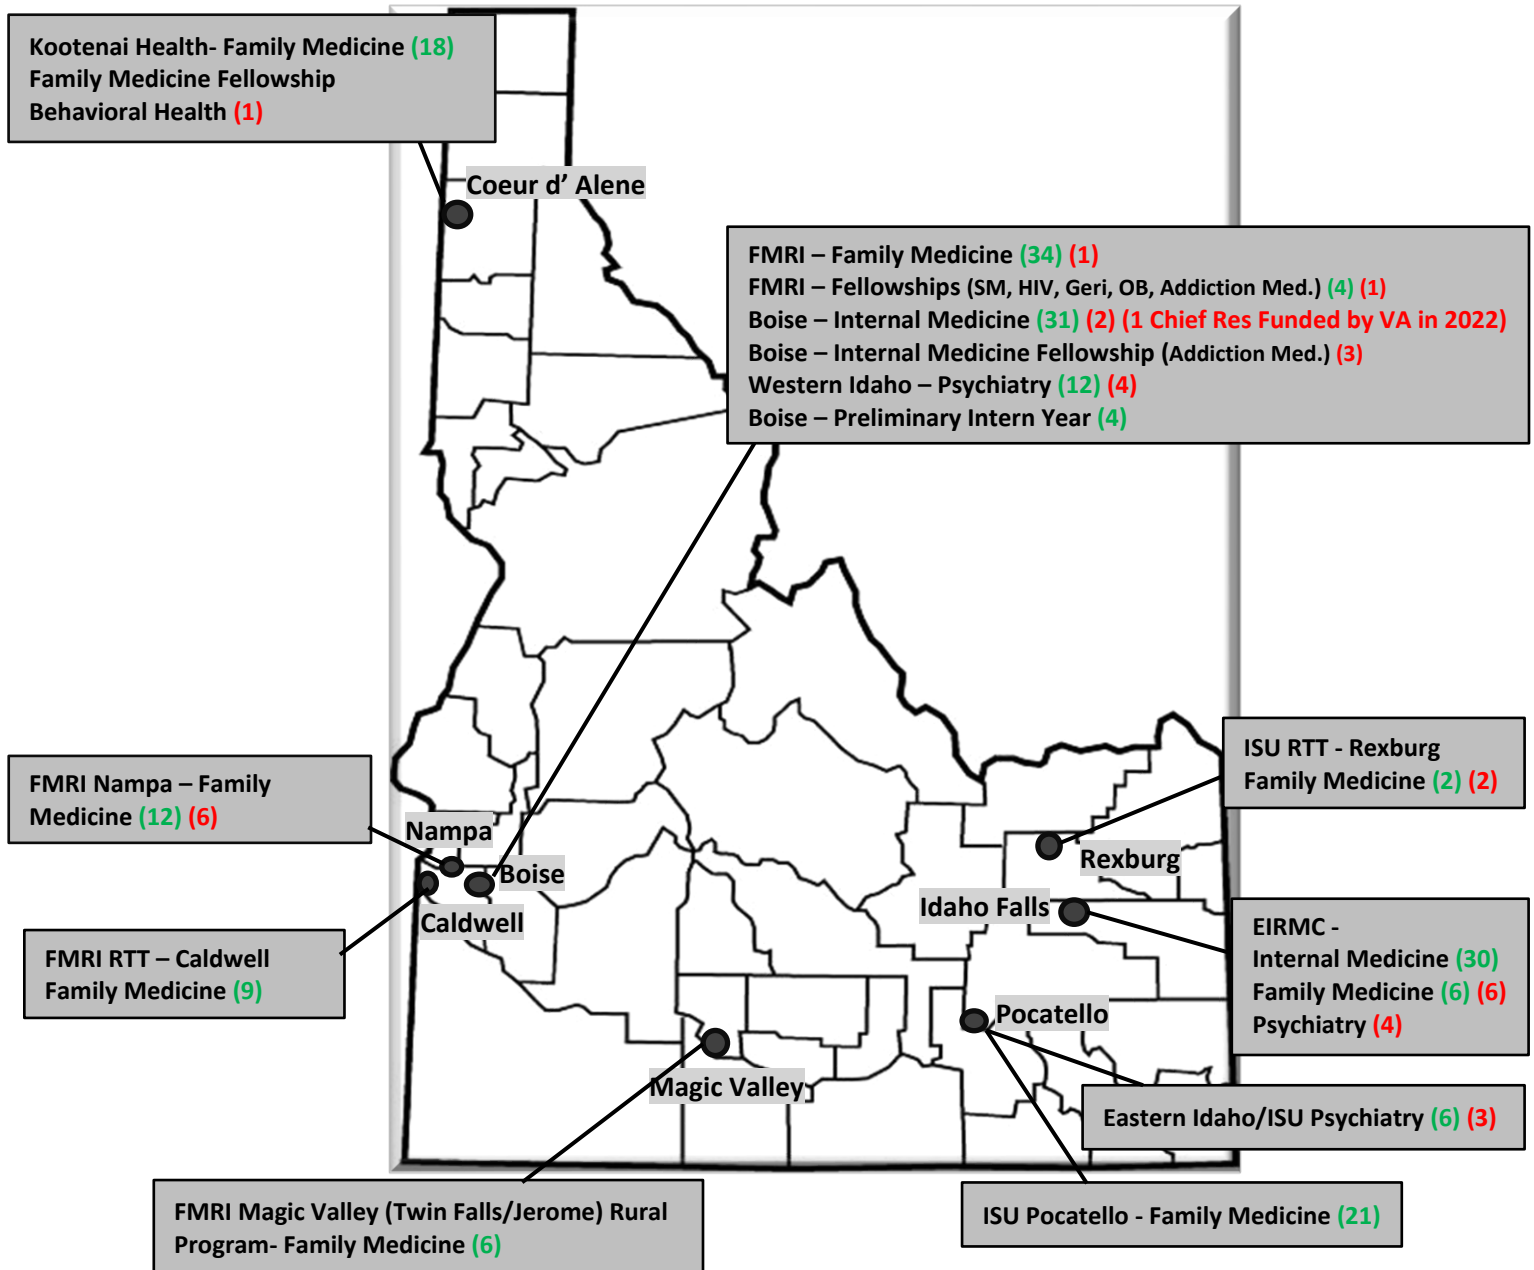 Kootenai Health- Family Medicine (18)
Family Medicine Fellowship
Behavioral Health (1)
Coeur d’ Alene
FMRI – Family Medicine (34) (1)
FMRI – Fellowships (SM, HIV, Geri, OB, Addiction Med.) (4) (1)
Boise – Internal Medicine (31) (2) (1 Chief Res Funded by VA in 2022)
Boise – Internal Medicine Fellowship (Addiction Med.) (3)
Western Idaho – Psychiatry (12) (4)
Boise – Preliminary Intern Year (4)
ISU RTT - Rexburg
Family Medicine (2) (2)
FMRI Nampa – Family
Medicine (12) (6)
Nampa
Boise
Caldwell
Rexburg
Idaho Falls
FMRI RTT – Caldwell
Family Medicine (9)
EIRMC -
Internal Medicine (30)
Family Medicine (6) (6)
Psychiatry (4)
Pocatello
Magic Valley
Eastern Idaho/ISU Psychiatry (6) (3)
FMRI Magic Valley (Twin Falls/Jerome) Rural
Program- Family Medicine (6)
ISU Pocatello - Family Medicine (21)